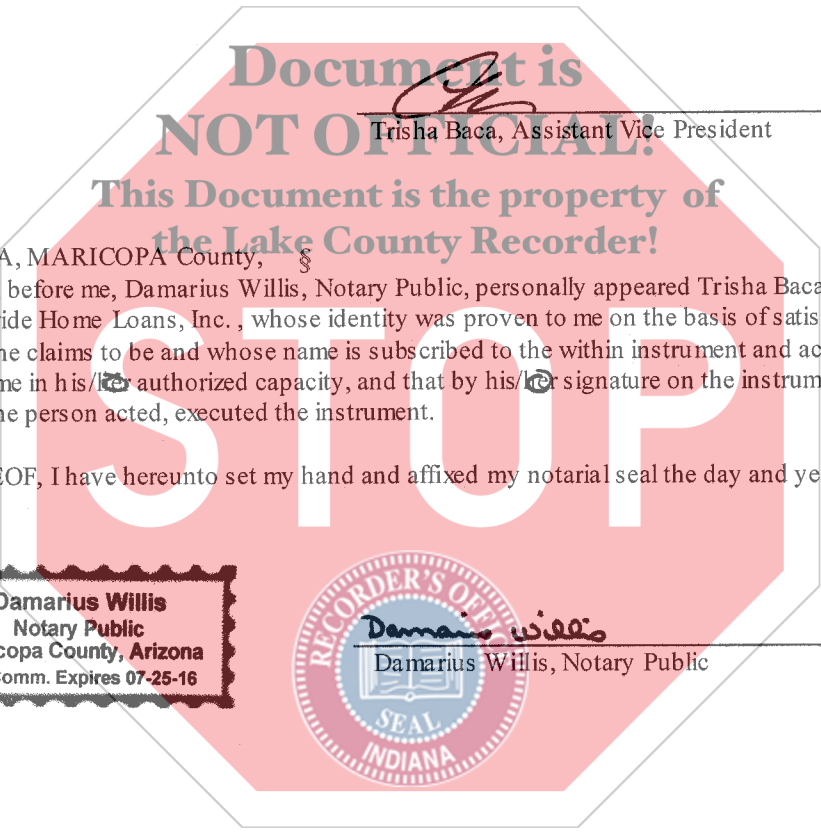 Document is
NOT OFFICIAL!
Trisha Baca, Assistant Vice President
This Document is the property of
the Lake County Recorder!
A, MARICOPA County, §
before me, Damarius Willis, Notary Public, personally appeared Trisha Baca
ide Home Loans, Inc. , whose identity was proven to me on the basis of satis
he claims to be and whose name is subscribed to the within instrument and ac
me in his/her authorized capacity, and that by his/her signature on the instrum
he person acted, executed the instrument.
EOF, I have hereunto set my hand and affixed my notarial seal the day and ye
STOP
Damarius Willis
Notary Public
copa County, Arizona
omm. Expires 07-25-16
RECORDER'S OFFIC
SEAL
INDIANA
Damarius Willis
Damarius Willis, Notary Public